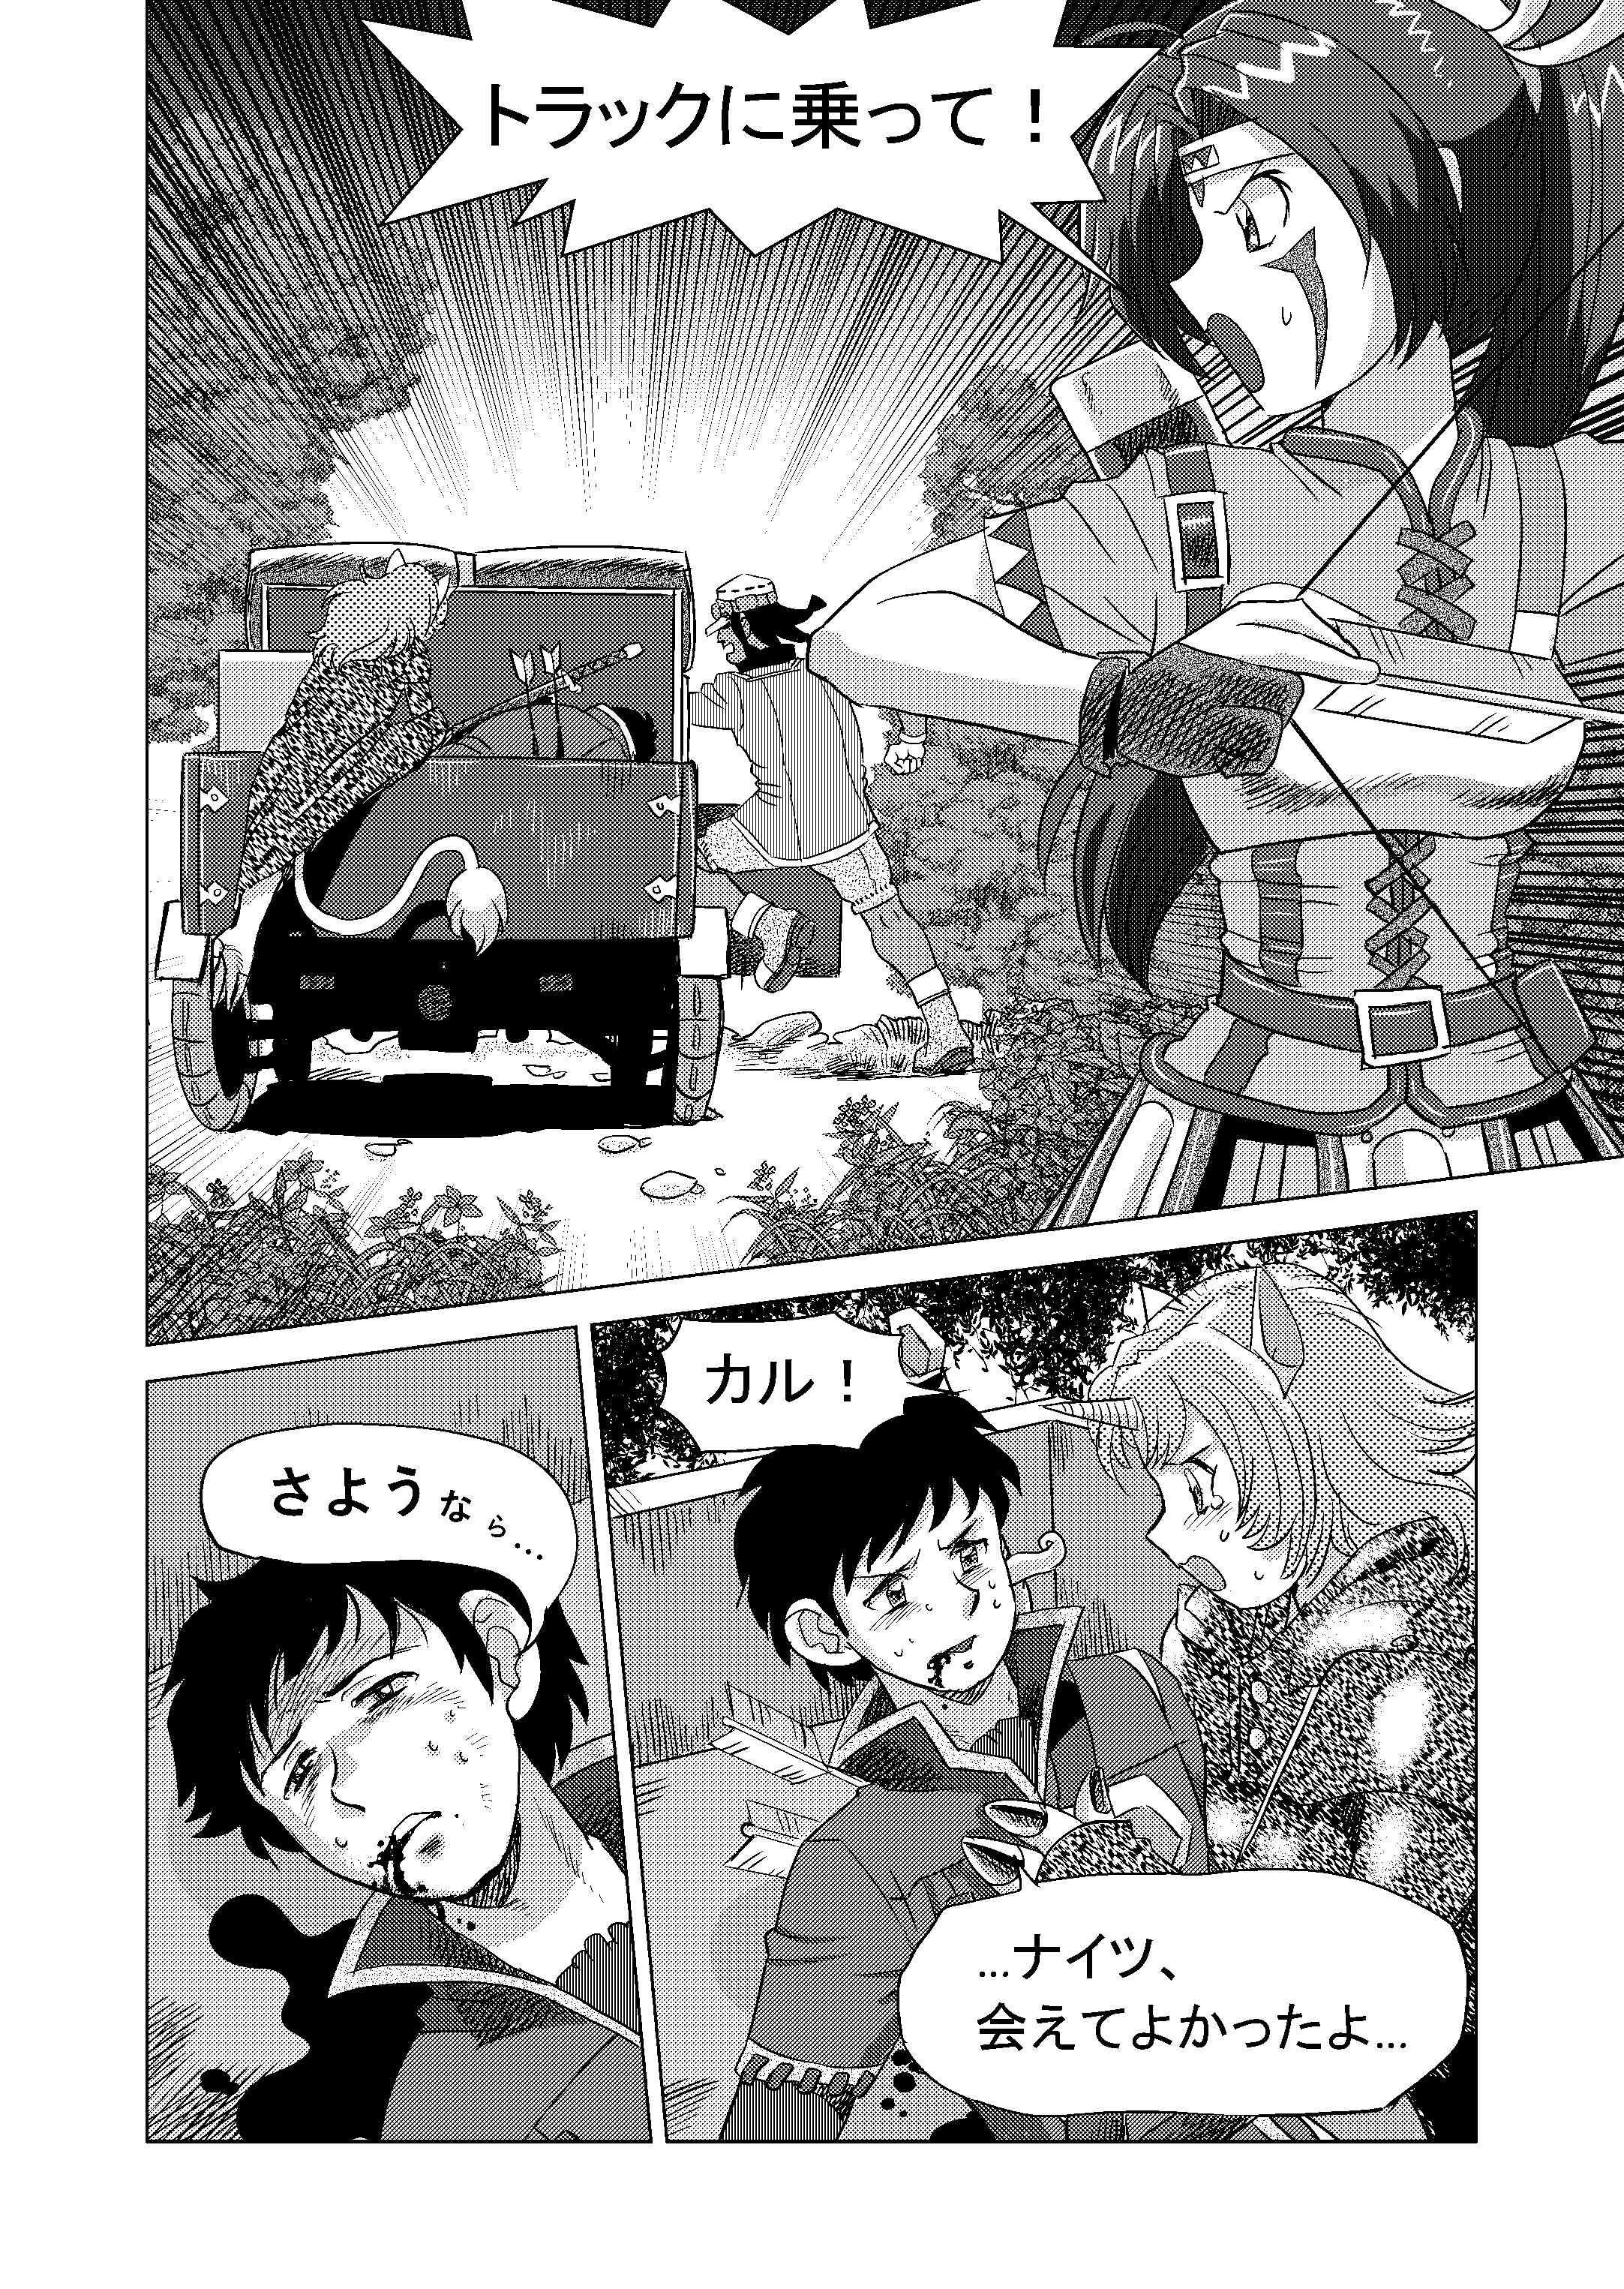 トラックに乗って！
カル！
…ナイツ、
会えてよかったよ…
さようなら…